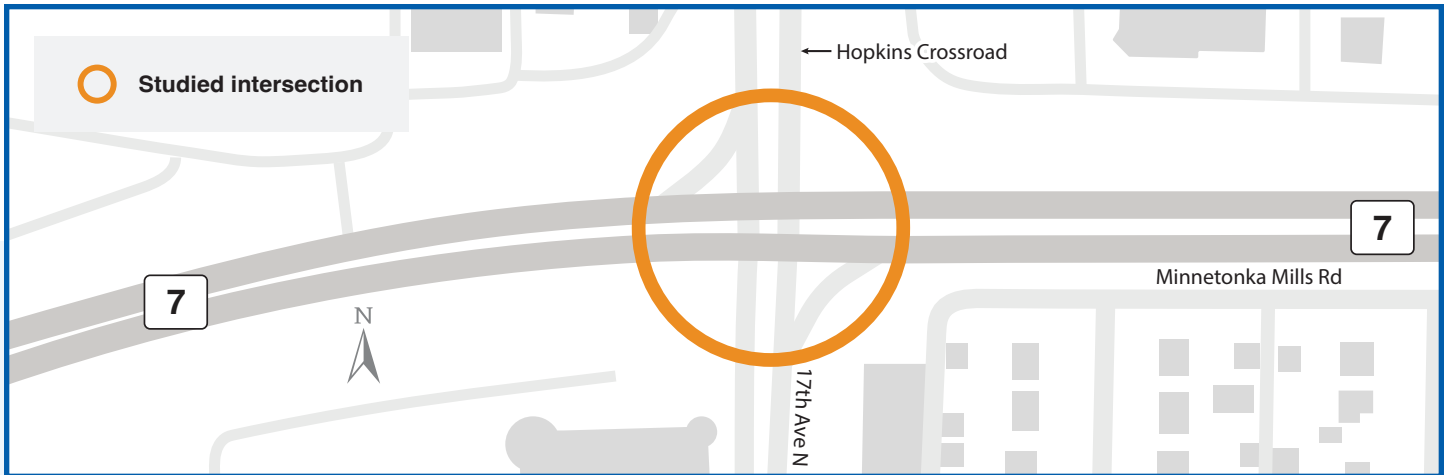 Hopkins Crossroad
Studied intersection
7
Minnetonka Mills Rd
7
N
17th Ave N